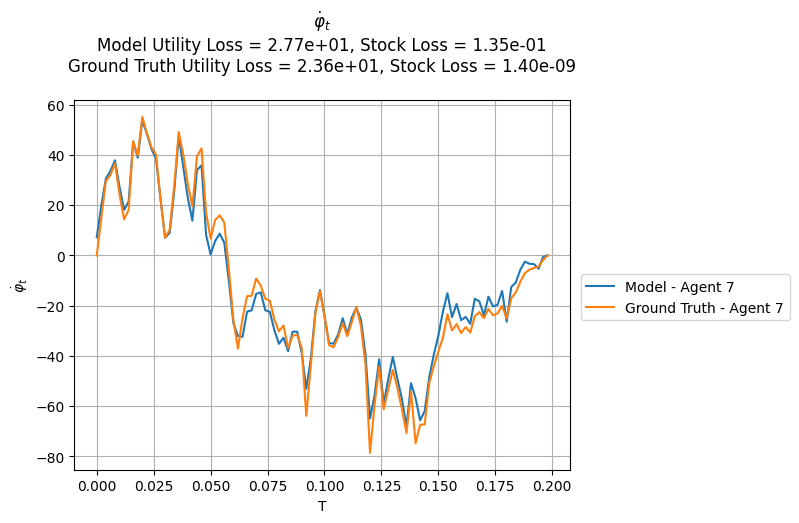 φ̇ₜ
Model Utility Loss = 2.77e+01, Stock Loss = 1.35e-01
Ground Truth Utility Loss = 2.36e+01, Stock Loss = 1.40e-09
60
40
20
0
−20
−40
−60
−80
φ̇ₜ
0.000
0.025
0.050
0.075
0.100
0.125
0.150
0.175
0.200
T
Model - Agent 7
Ground Truth - Agent 7